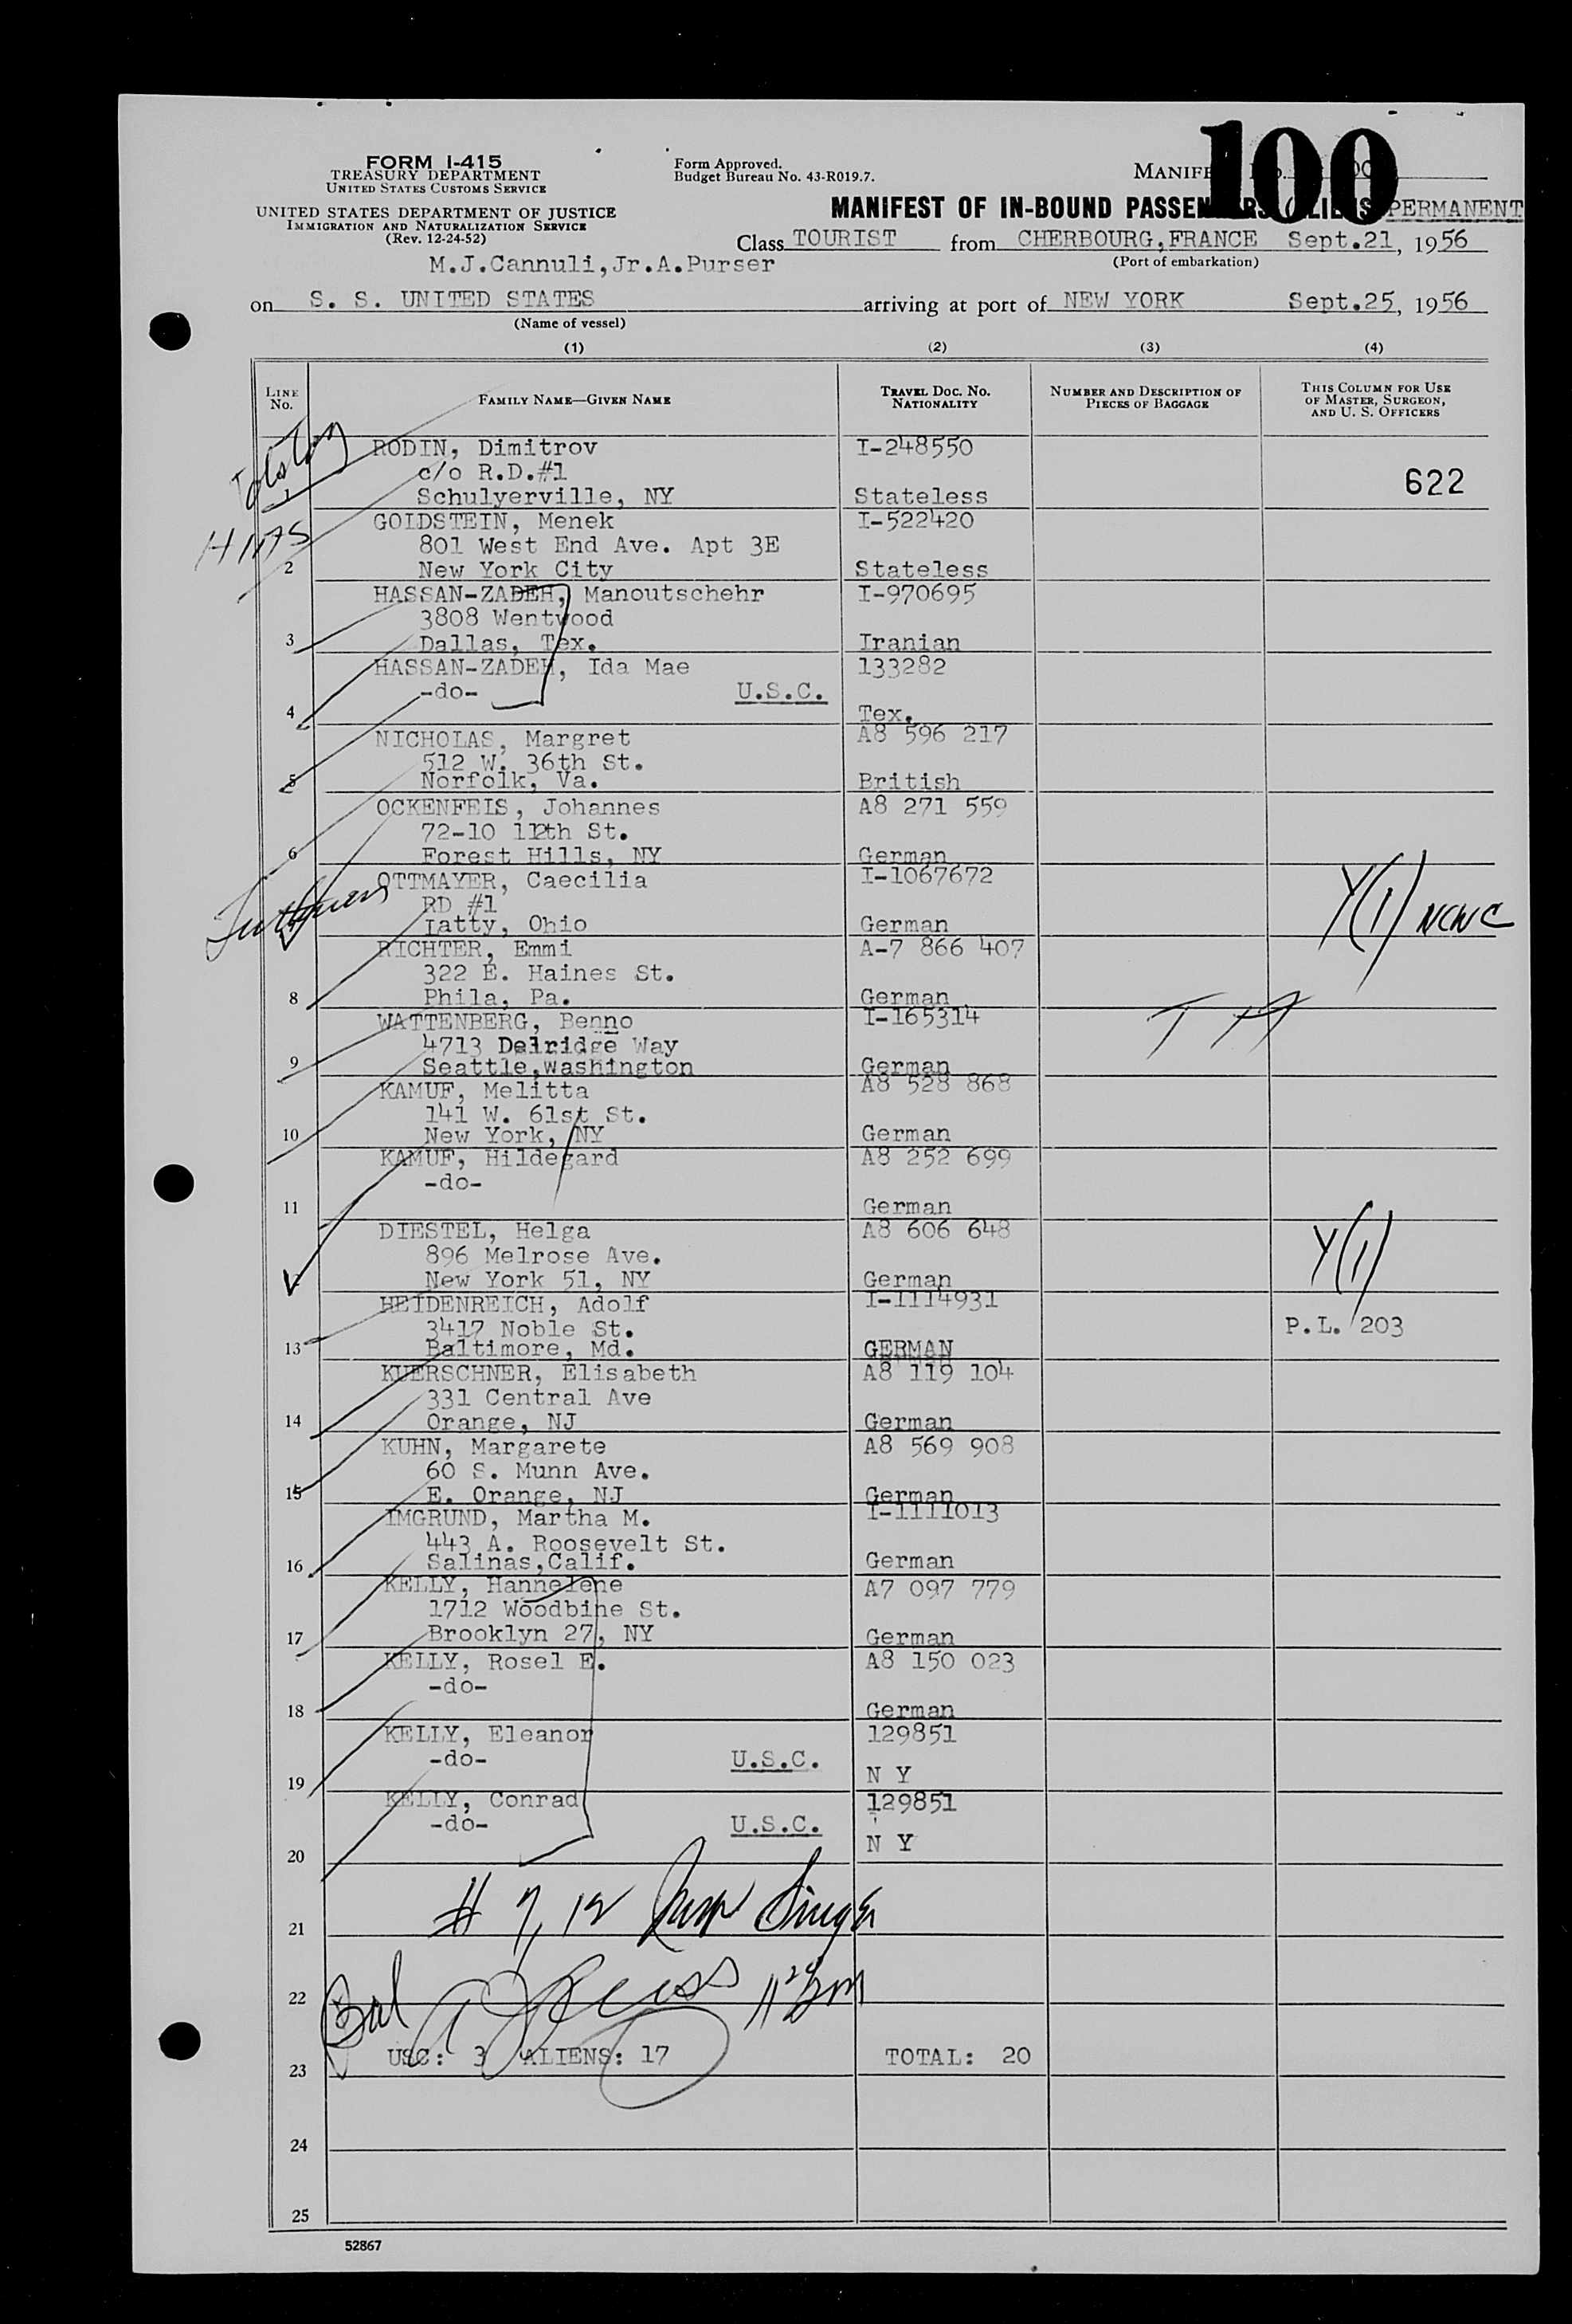 FORM I-415
TREASURY DEPARTMENT
UNITED STATES CUSTOMS SERVICE
UNITED STATES DEPARTMENT OF JUSTICE
IMMIGRATION AND NATURALIZATION SERVICE
(Rev. 12-24-52)
Form Approved.
Budget Bureau No. 43-R019.7.
100
MANIFEST OF IN-BOUND PASSENGERS (ALIENS) PERMANENT
Class TOURIST from CHERBOURG, FRANCE Sept.21, 1956
(Port of embarkation)
M.J.Cannuli,Jr.A.Purser
on S. S. UNITED STATES arriving at port of NEW YORK Sept.25, 1956
(Name of vessel)
(1) (2) (3) (4)
LINE No. FAMILY NAME—GIVEN NAME TRAVEL DOC. NO. NATIONALITY NUMBER AND DESCRIPTION OF PIECES OF BAGGAGE THIS COLUMN FOR USE OF MASTER, SURGEON, AND U. S. OFFICERS
Tolstoy
RODIN, Dimitrov I-248550
c/o R.D.#1 622
Schulyerville, NY Stateless
HIAS
GOLDSTEIN, Menek I-522420
801 West End Ave. Apt 3E
2 New York City Stateless
HASSAN-ZADEH, Manoutschehr I-970695
3808 Wentwood
3 Dallas, Tex. Iranian
HASSAN-ZADEH, Ida Mae 133282
-do- U.S.C.
4 Tex.
NICHOLAS, Margret A8 596 217
512 W. 36th St.
5 Norfolk, Va. British
OCKENFELS, Johannes A8 271 559
72-10 112th St.
6 Forest Hills, NY German
OTTMAYER, Caecilia I-1067672
RD #1 Y(1) NCWC
Latty, Ohio German
RICHTER, Emmi A-7 866 407
322 E. Haines St.
8 Phila, Pa. German
WATTENBERG, Benno I-165314 T A
4713 Delridge Way
9 Seattle,Washington German
KAMUF, Melitta A8 528 868
141 W. 61st St.
10 New York, NY German
KAMUF, Hildegard A8 252 699
-do-
11 German
DIESTEL, Helga A8 606 648
896 Melrose Ave. Y(1)
New York 51, NY German
HEIDENREICH, Adolf I-1114931
3417 Noble St. P.L. 203
13 Baltimore, Md. GERMAN
KUERSCHNER, Elisabeth A8 119 104
331 Central Ave
14 Orange, NJ German
KUHN, Margarete A8 569 908
60 S. Munn Ave.
15 E. Orange, NJ German
IMGRUND, Martha M. I-1111013
443 A. Roosevelt St.
16 Salinas,Calif. German
KELLY, Hannelene A7 097 779
1712 Woodbine St.
17 Brooklyn 27, NY German
KELLY, Rosel E. A8 150 023
-do-
18 German
KELLY, Eleanor 129851
-do- U.S.C.
19 N Y
KELLY, Conrad 129851
-do- U.S.C.
20 N Y
# 7, 12
21
22
Bal
USC: 3 ALIENS: 17 TOTAL: 20
23
24
25
52867